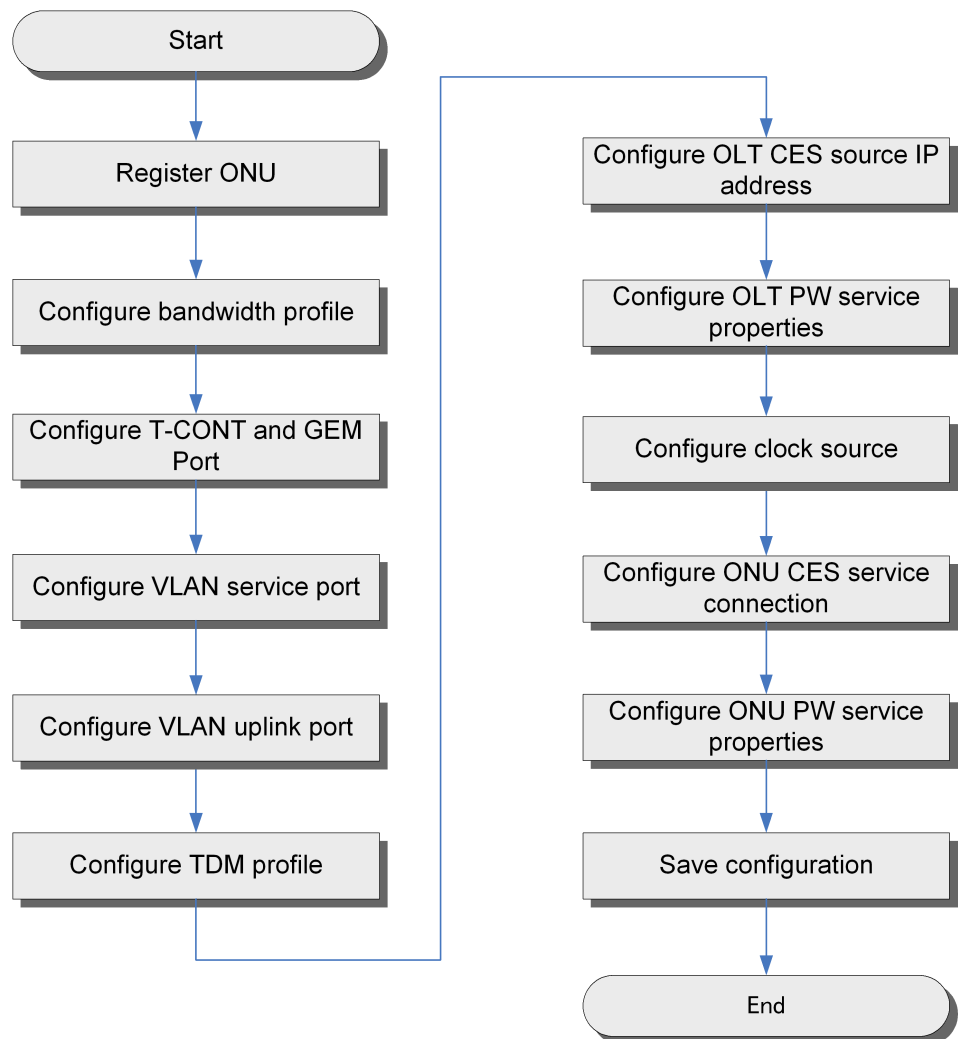 Start
Register ONU
Configure bandwidth profile
Configure T-CONT and GEM
Port
Configure VLAN service port
Configure VLAN uplink port
Configure TDM profile
Configure OLT CES source IP
address
Configure OLT PW service
properties
Configure clock source
Configure ONU CES service
connection
Configure ONU PW service
properties
Save configuration
End